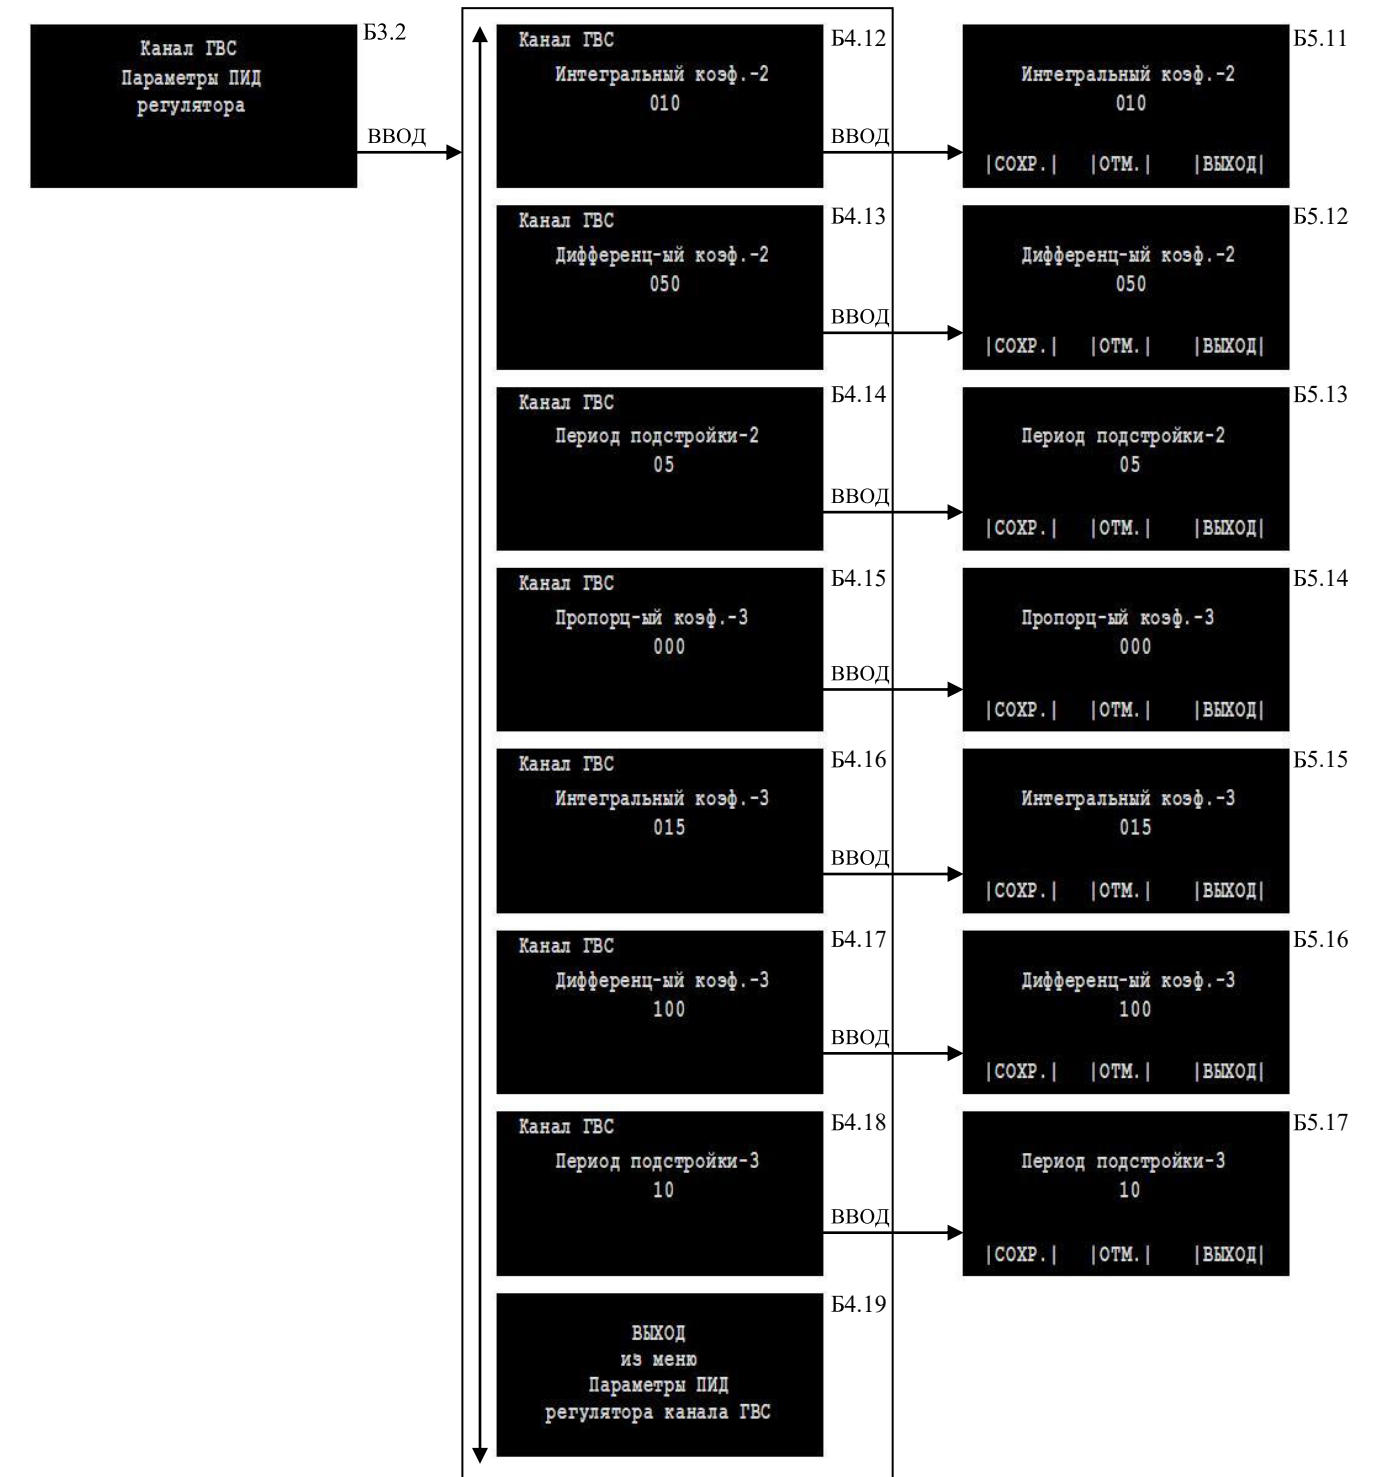 Канал ГВС
Параметры ПИД
регулятора
Б3.2
ВВОД
Канал ГВС
Интегральный коэф.-2
010
Б4.12
ВВОД
Интегральный коэф.-2
010
|СОХР.| |ОТМ.| |ВЫХОД|
Б5.11
Канал ГВС
Дифференц-ый коэф.-2
050
Б4.13
ВВОД
Дифференц-ый коэф.-2
050
|СОХР.| |ОТМ.| |ВЫХОД|
Б5.12
Канал ГВС
Период подстройки-2
05
Б4.14
ВВОД
Период подстройки-2
05
|СОХР.| |ОТМ.| |ВЫХОД|
Б5.13
Канал ГВС
Пропорц-ый коэф.-3
000
Б4.15
ВВОД
Пропорц-ый коэф.-3
000
|СОХР.| |ОТМ.| |ВЫХОД|
Б5.14
Канал ГВС
Интегральный коэф.-3
015
Б4.16
ВВОД
Интегральный коэф.-3
015
|СОХР.| |ОТМ.| |ВЫХОД|
Б5.15
Канал ГВС
Дифференц-ый коэф.-3
100
Б4.17
ВВОД
Дифференц-ый коэф.-3
100
|СОХР.| |ОТМ.| |ВЫХОД|
Б5.16
Канал ГВС
Период подстройки-3
10
Б4.18
ВВОД
Период подстройки-3
10
|СОХР.| |ОТМ.| |ВЫХОД|
Б5.17
ВЫХОД
из меню
Параметры ПИД
регулятора канала ГВС
Б4.19